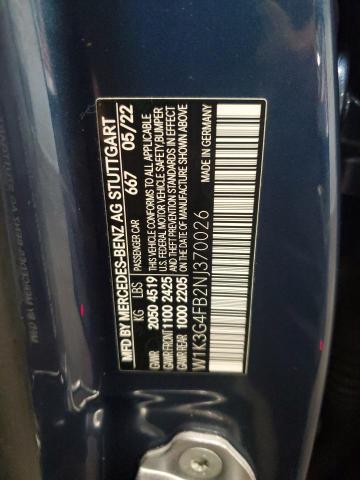 MFD BY MERCEDES-BENZ AG STUTTGART
PASSENGER CAR 667 05/22
KG LBS THIS VEHICLE CONFORMS TO ALL APPLICABLE
GVWR 2050 4519 U.S. FEDERAL MOTOR VEHICLE SAFETY,BUMPER
GAWR FRONT 1100 2425 AND THEFT PREVENTION STANDARDS IN EFFECT
GAWR REAR 1000 2205 ON THE DATE OF MANUFACTURE SHOWN ABOVE.
W1K3G4FB2NJ370026 MADE IN GERMANY